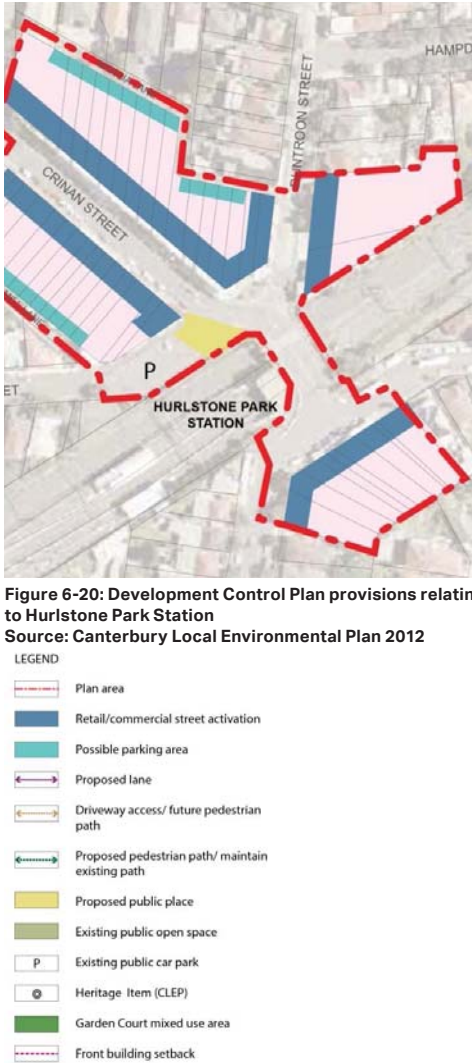 HAMPD
DUNTROON STREET
CRINAN STREET
ET
P
HURLSTONE PARK
STATION
Figure 6-20: Development Control Plan provisions relatin
to Hurlstone Park Station
Source: Canterbury Local Environmental Plan 2012
LEGEND
Plan area
Retail/commercial street activation
Possible parking area
Proposed lane
Driveway access/ future pedestrian
path
Proposed pedestrian path/ maintain
existing path
Proposed public place
Existing public open space
P Existing public car park
Heritage Item (CLEP)
Garden Court mixed use area
Front building setback